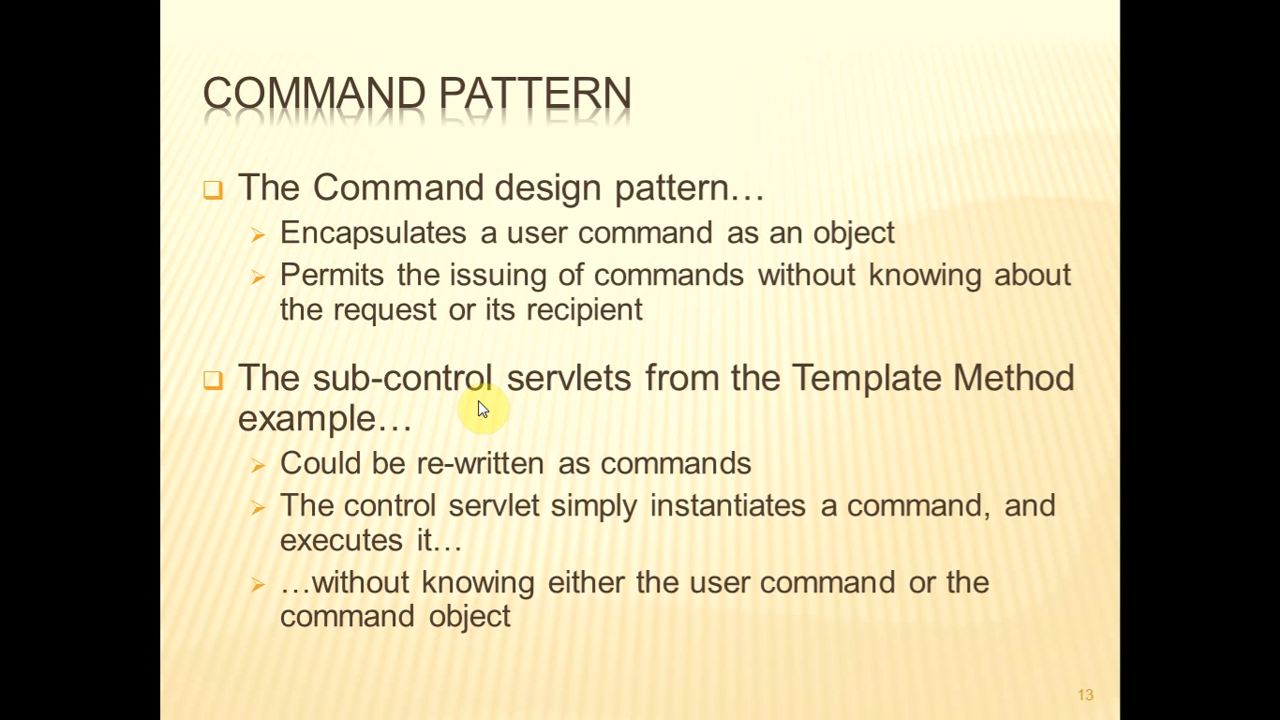 COMMAND PATTERN
The Command design pattern…
Encapsulates a user command as an object
Permits the issuing of commands without knowing about
the request or its recipient
The sub-control servlets from the Template Method
example…
Could be re-written as commands
The control servlet simply instantiates a command, and
executes it…
…without knowing either the user command or the
command object
13